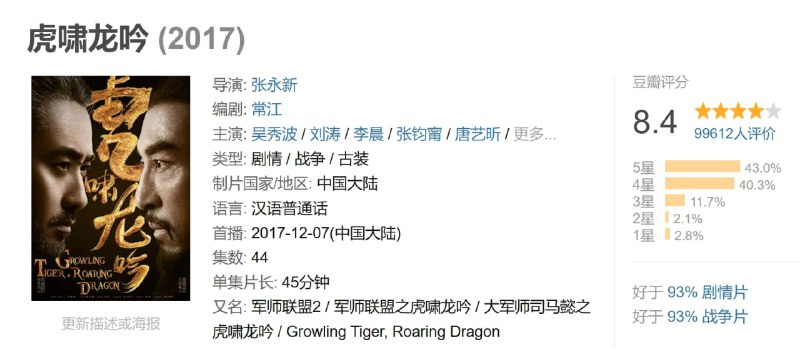 虎啸龙吟 (2017)
虎
啸
龙
吟
GROWLING
TIGER, ROARING
DRAGON
更新描述或海报
导演: 张永新
编剧: 常江
主演: 吴秀波 / 刘涛 / 李晨 / 张钧甯 / 唐艺昕 / 更多...
类型: 剧情 / 战争 / 古装
制片国家/地区: 中国大陆
语言: 汉语普通话
首播: 2017-12-07(中国大陆)
集数: 44
单集片长: 45分钟
又名: 军师联盟2 / 军师联盟之虎啸龙吟 / 大军师司马懿之
虎啸龙吟 / Growling Tiger, Roaring Dragon
豆瓣评分
8.4
99612人评价
5星 43.0%
4星 40.3%
3星 11.7%
2星 2.1%
1星 2.8%
好于 93% 剧情片
好于 93% 战争片